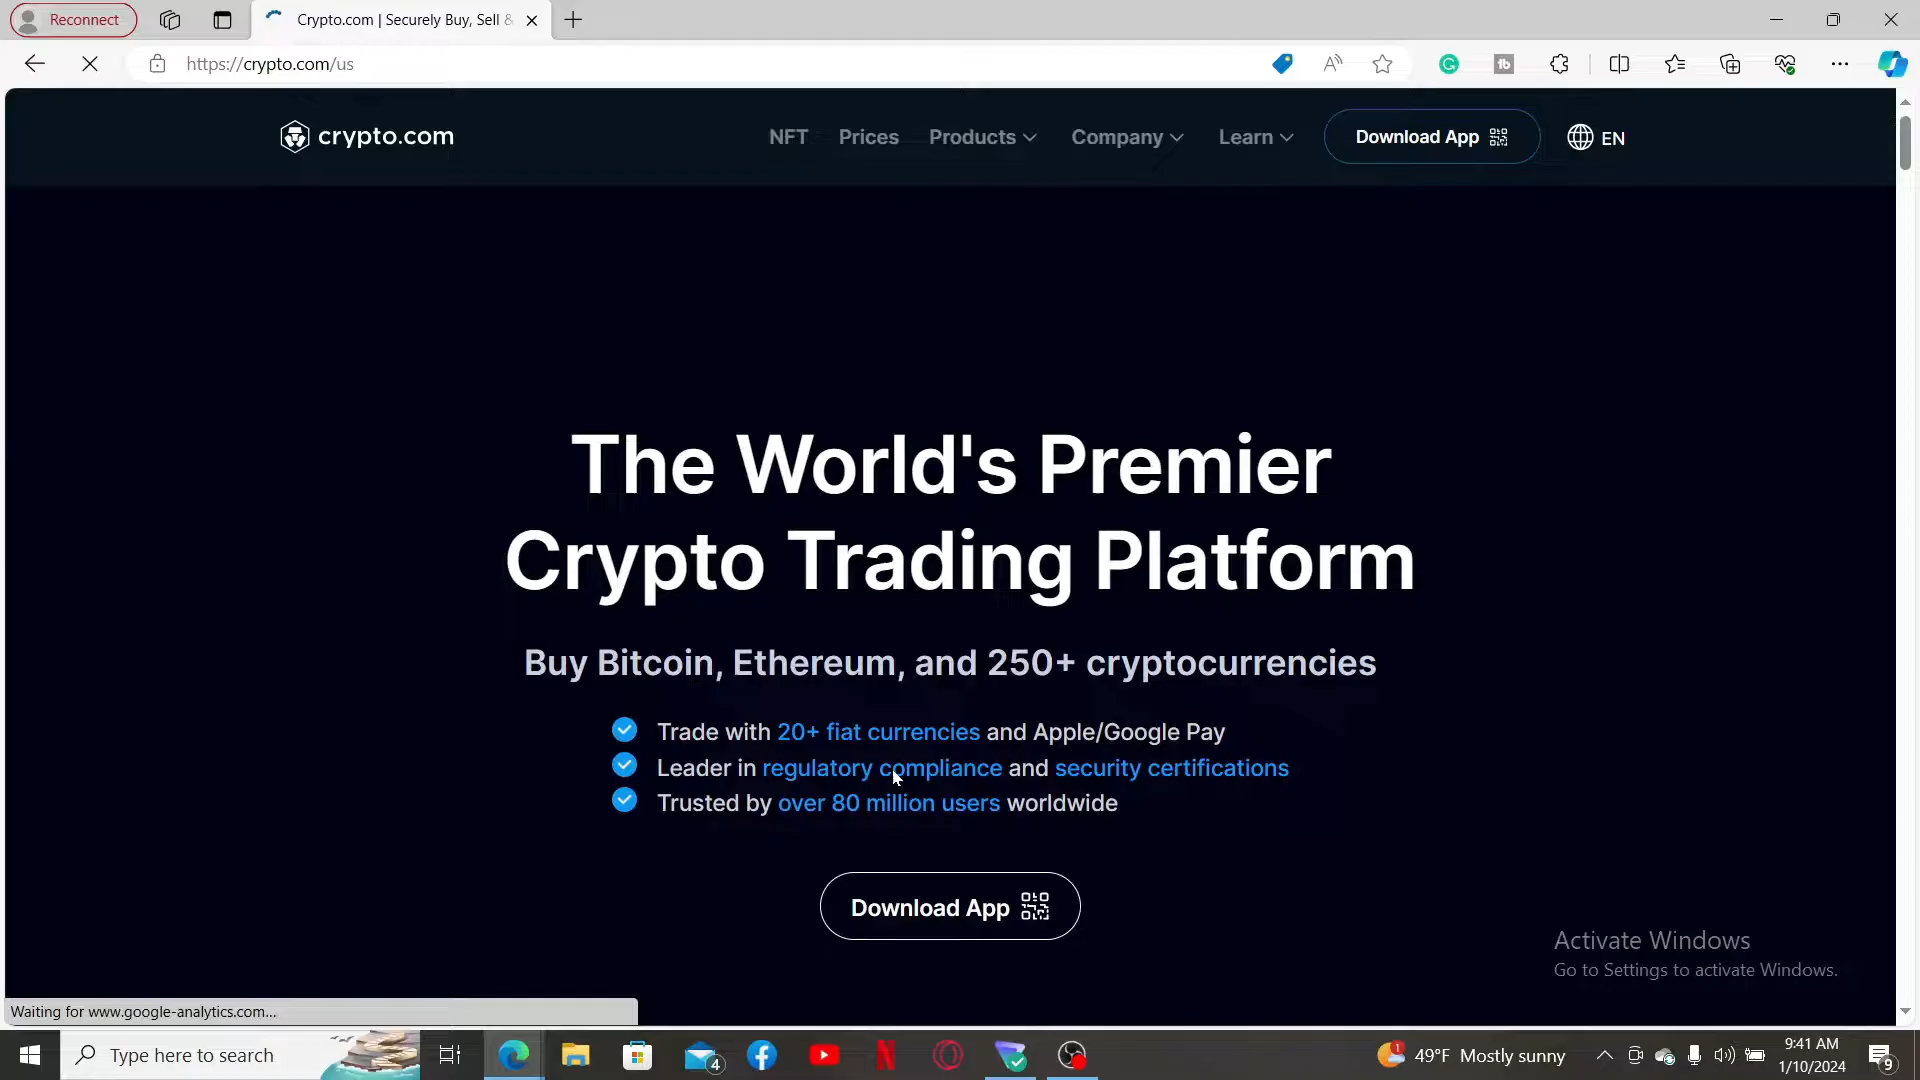 Reconnect
Crypto.com | Securely Buy, Sell &
https://crypto.com/us
crypto.com
NFT
Prices
Products
Company
Learn
Download App
EN
The World's Premier
Crypto Trading Platform
Buy Bitcoin, Ethereum, and 250+ cryptocurrencies
Trade with 20+ fiat currencies and Apple/Google Pay
Leader in regulatory compliance and security certifications
Trusted by over 80 million users worldwide
Download App
Activate Windows
Go to Settings to activate Windows.
Waiting for www.google-analytics.com...
Type here to search
4
1
49°F Mostly sunny
9:41 AM
1/10/2024
9